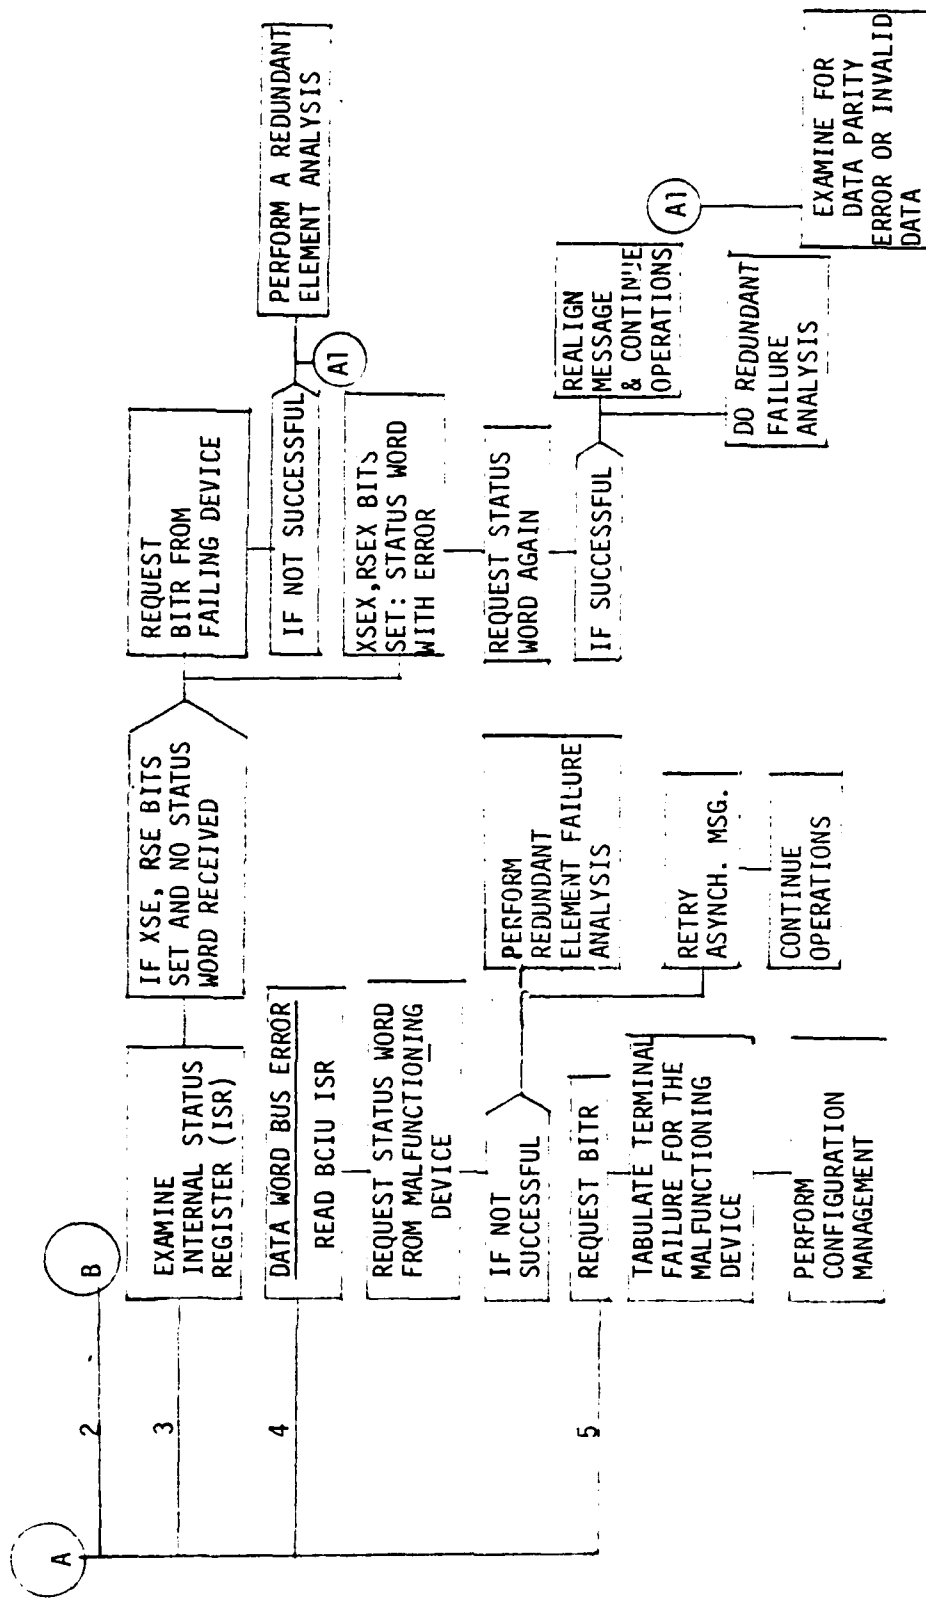 A
2
B
3
EXAMINE
INTERNAL STATUS
REGISTER (ISR)
IF XSE, RSE BITS
SET AND NO STATUS
WORD RECEIVED
REQUEST
BITR FROM
FAILING DEVICE
IF NOT SUCCESSFUL
PERFORM A REDUNDANT
ELEMENT ANALYSIS
A1
XSEX,RSEX BITS
SET: STATUS WORD
WITH ERROR
REQUEST STATUS
WORD AGAIN
IF SUCCESSFUL
REALIGN
MESSAGE
& CONTINUE
OPERATIONS
DO REDUNDANT
FAILURE
ANALYSIS
A1
EXAMINE FOR
DATA PARITY
ERROR OR INVALID
DATA
4
DATA WORD BUS ERROR
READ BCIU ISR
REQUEST STATUS WORD
FROM MALFUNCTIONING
DEVICE
IF NOT
SUCCESSFUL
PERFORM
REDUNDANT
ELEMENT FAILURE
ANALYSIS
RETRY
ASYNCH. MSG.
CONTINUE
OPERATIONS
5
REQUEST BITR
TABULATE TERMINAL
FAILURE FOR THE
MALFUNCTIONING
DEVICE
PERFORM
CONFIGURATION
MANAGEMENT